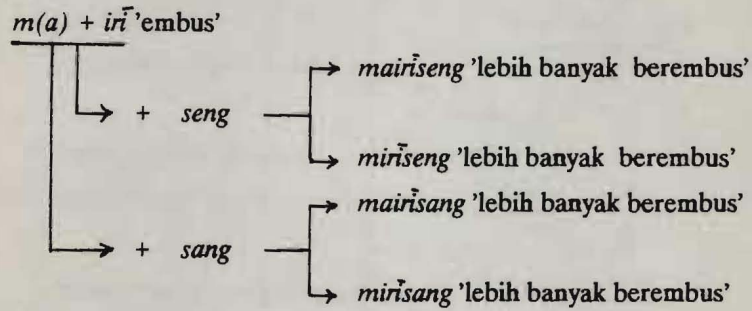 m(a) + irī 'embus'
mairīseng 'lebih banyak berembus'
+ seng
mirīseng 'lebih banyak berembus'
mairīsang 'lebih banyak berembus'
+ sang
mirīsang 'lebih banyak berembus'